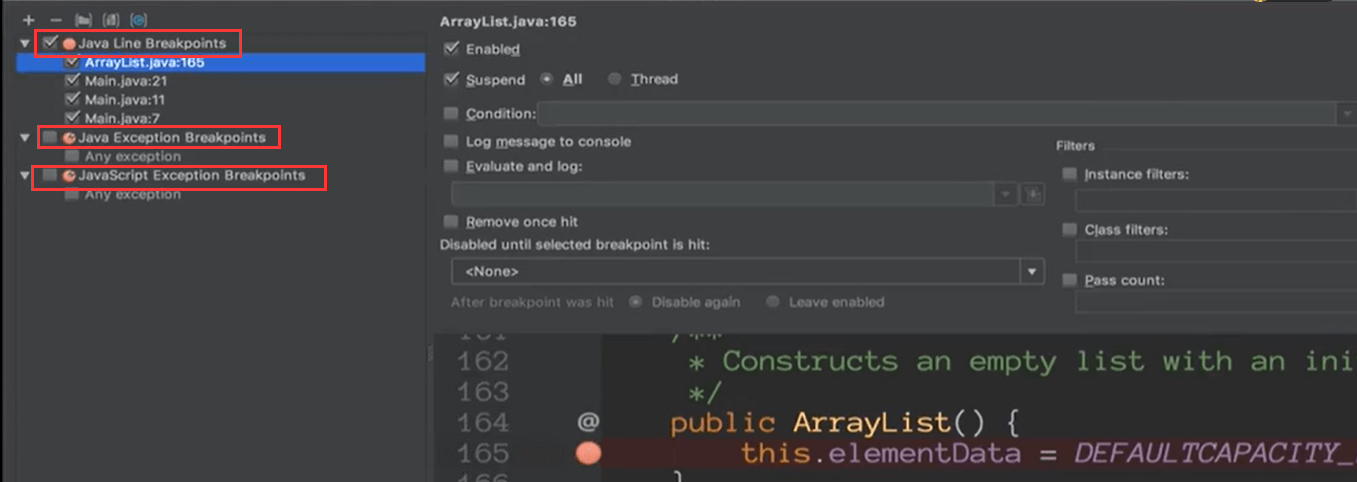 Java Line Breakpoints
ArrayList.java:165
Main.java:21
Main.java:11
Main.java:7
Java Exception Breakpoints
Any exception
JavaScript Exception Breakpoints
Any exception
ArrayList.java:165
Enabled
Suspend All Thread
Condition:
Log message to console
Evaluate and log:
Remove once hit
Disabled until selected breakpoint is hit:
<None>
After breakpoint was hit Disable again Leave enabled
Filters
Instance filters:
Class filters:
Pass count:
161 /**
162 * Constructs an empty list with an ini
163 */
164 @ public ArrayList() {
165 this.elementData = DEFAULTCAPACITY_
166 }